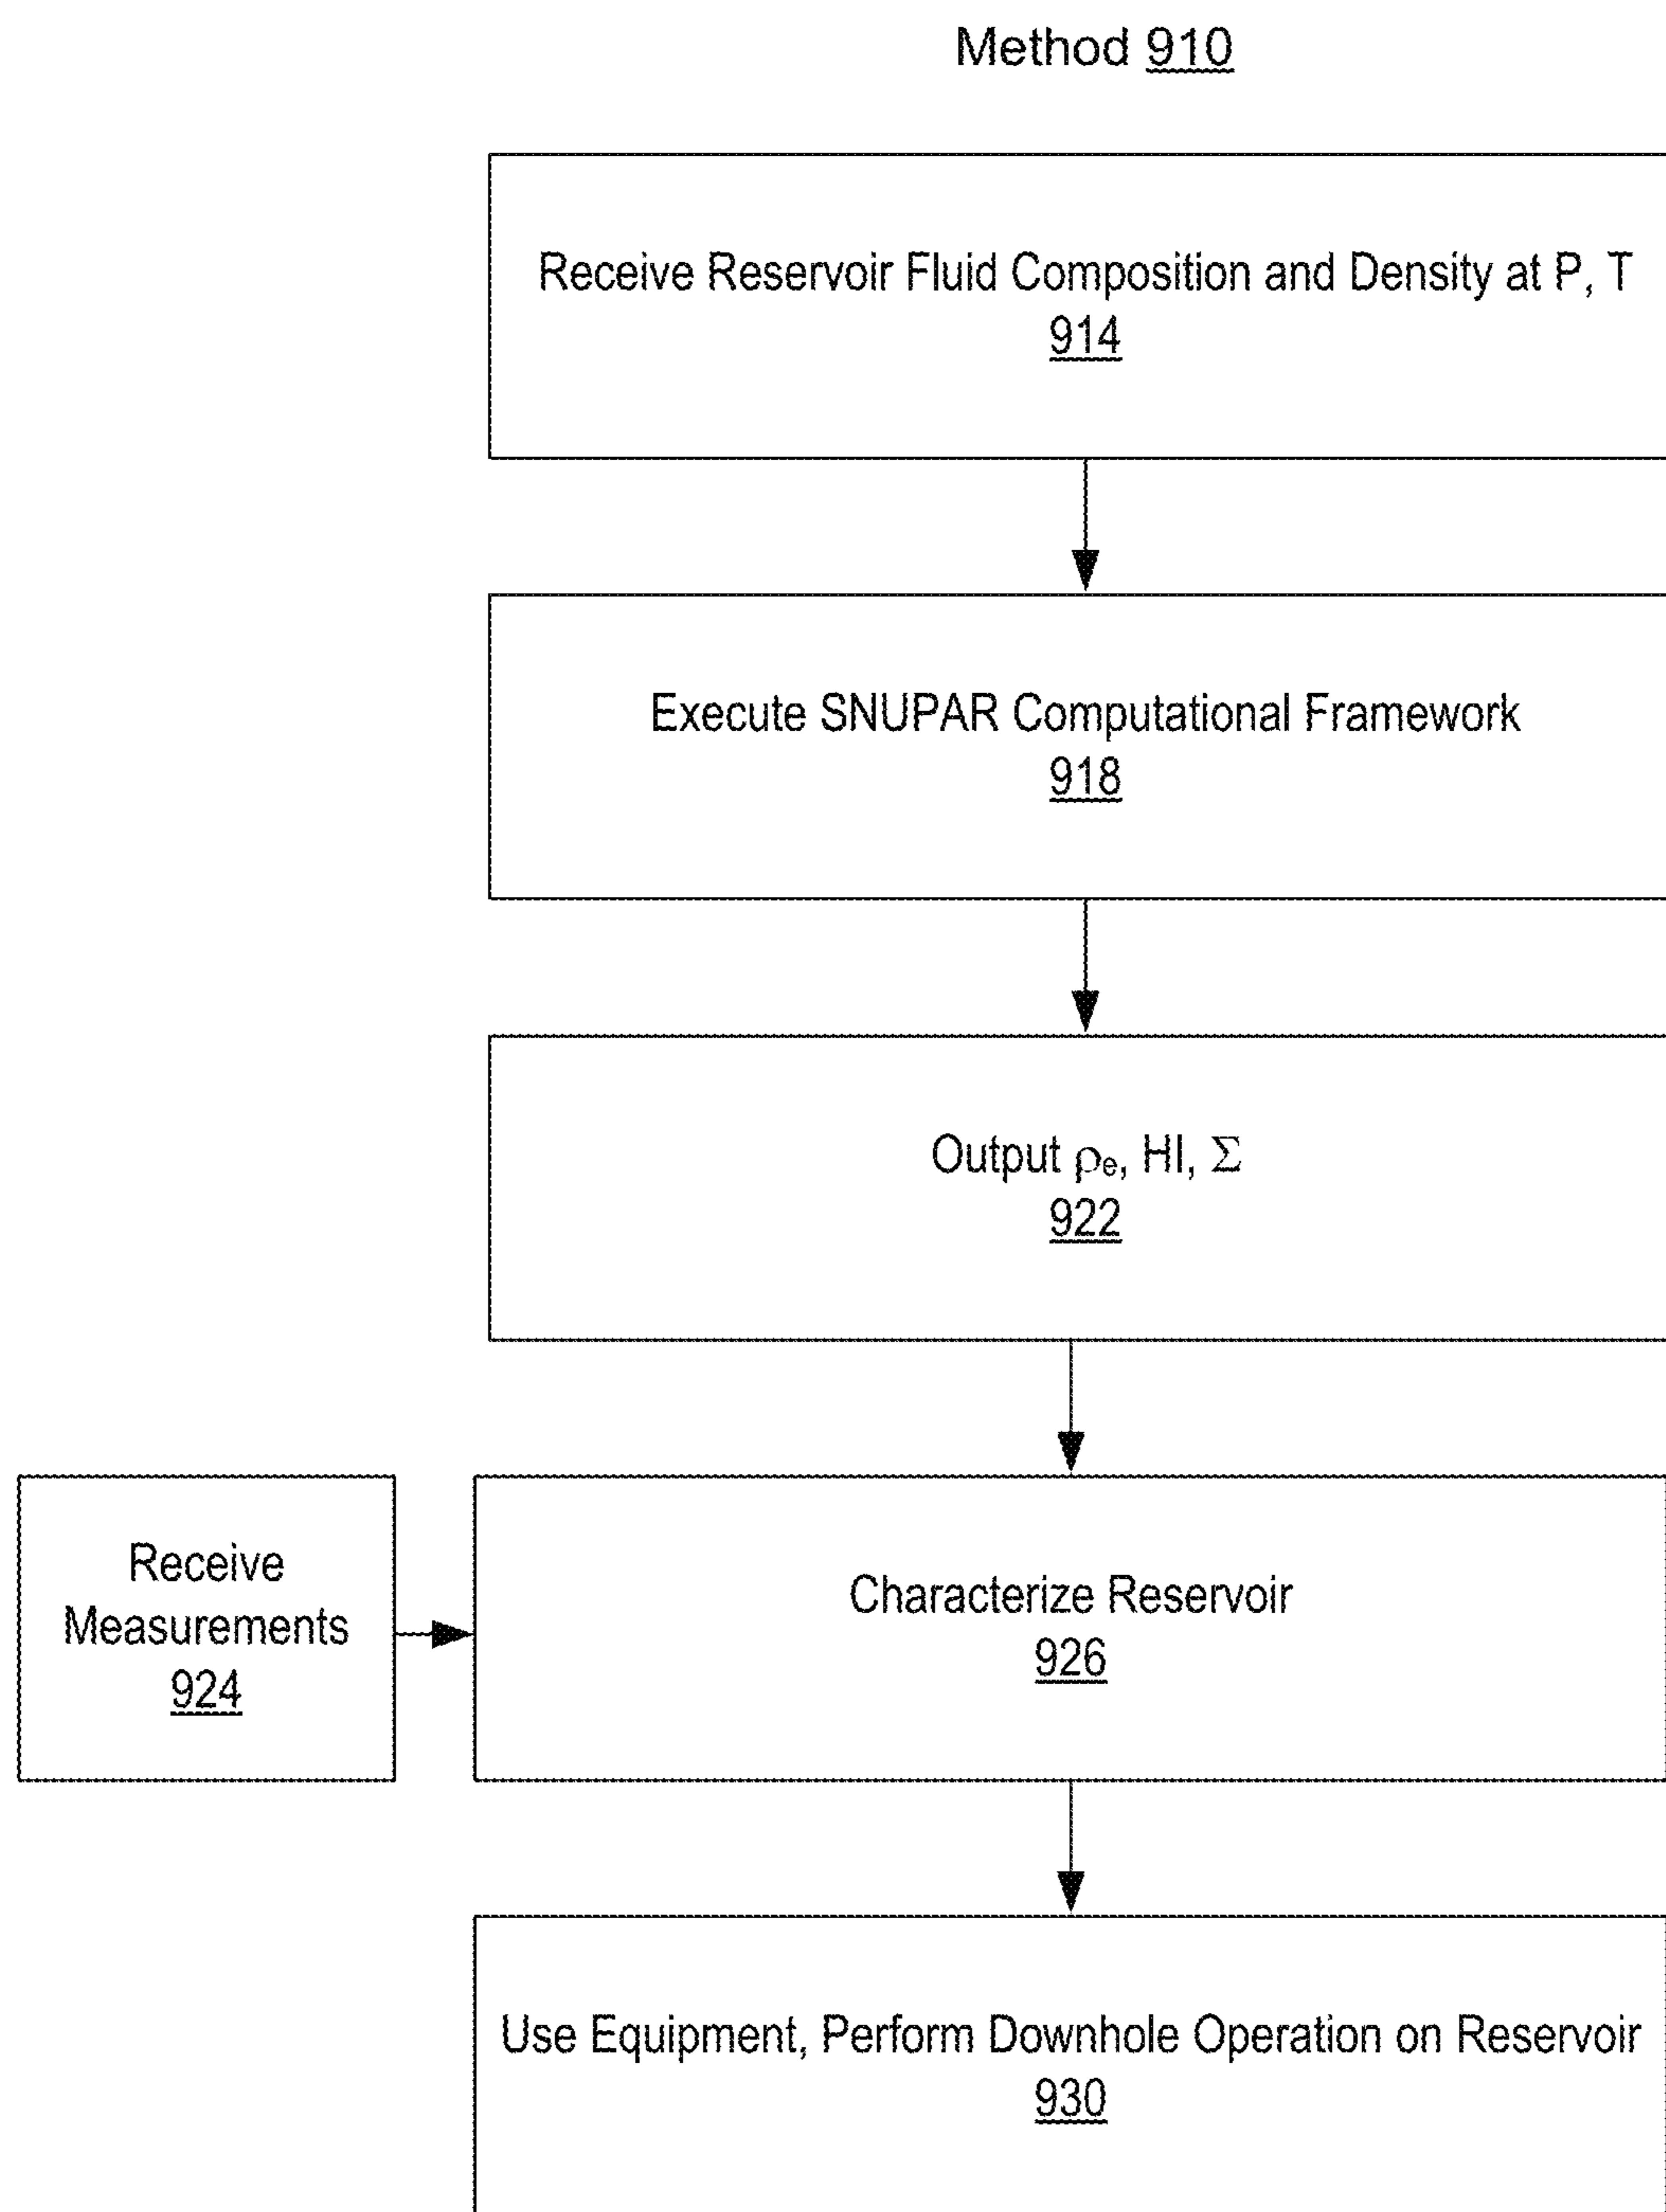 Method 910
Receive Reservoir Fluid Composition and Density at P, T
914
Execute SNUPAR Computational Framework
918
Output ρe, HI, Σ
922
Receive
Measurements
924
Characterize Reservoir
926
Use Equipment, Perform Downhole Operation on Reservoir
930